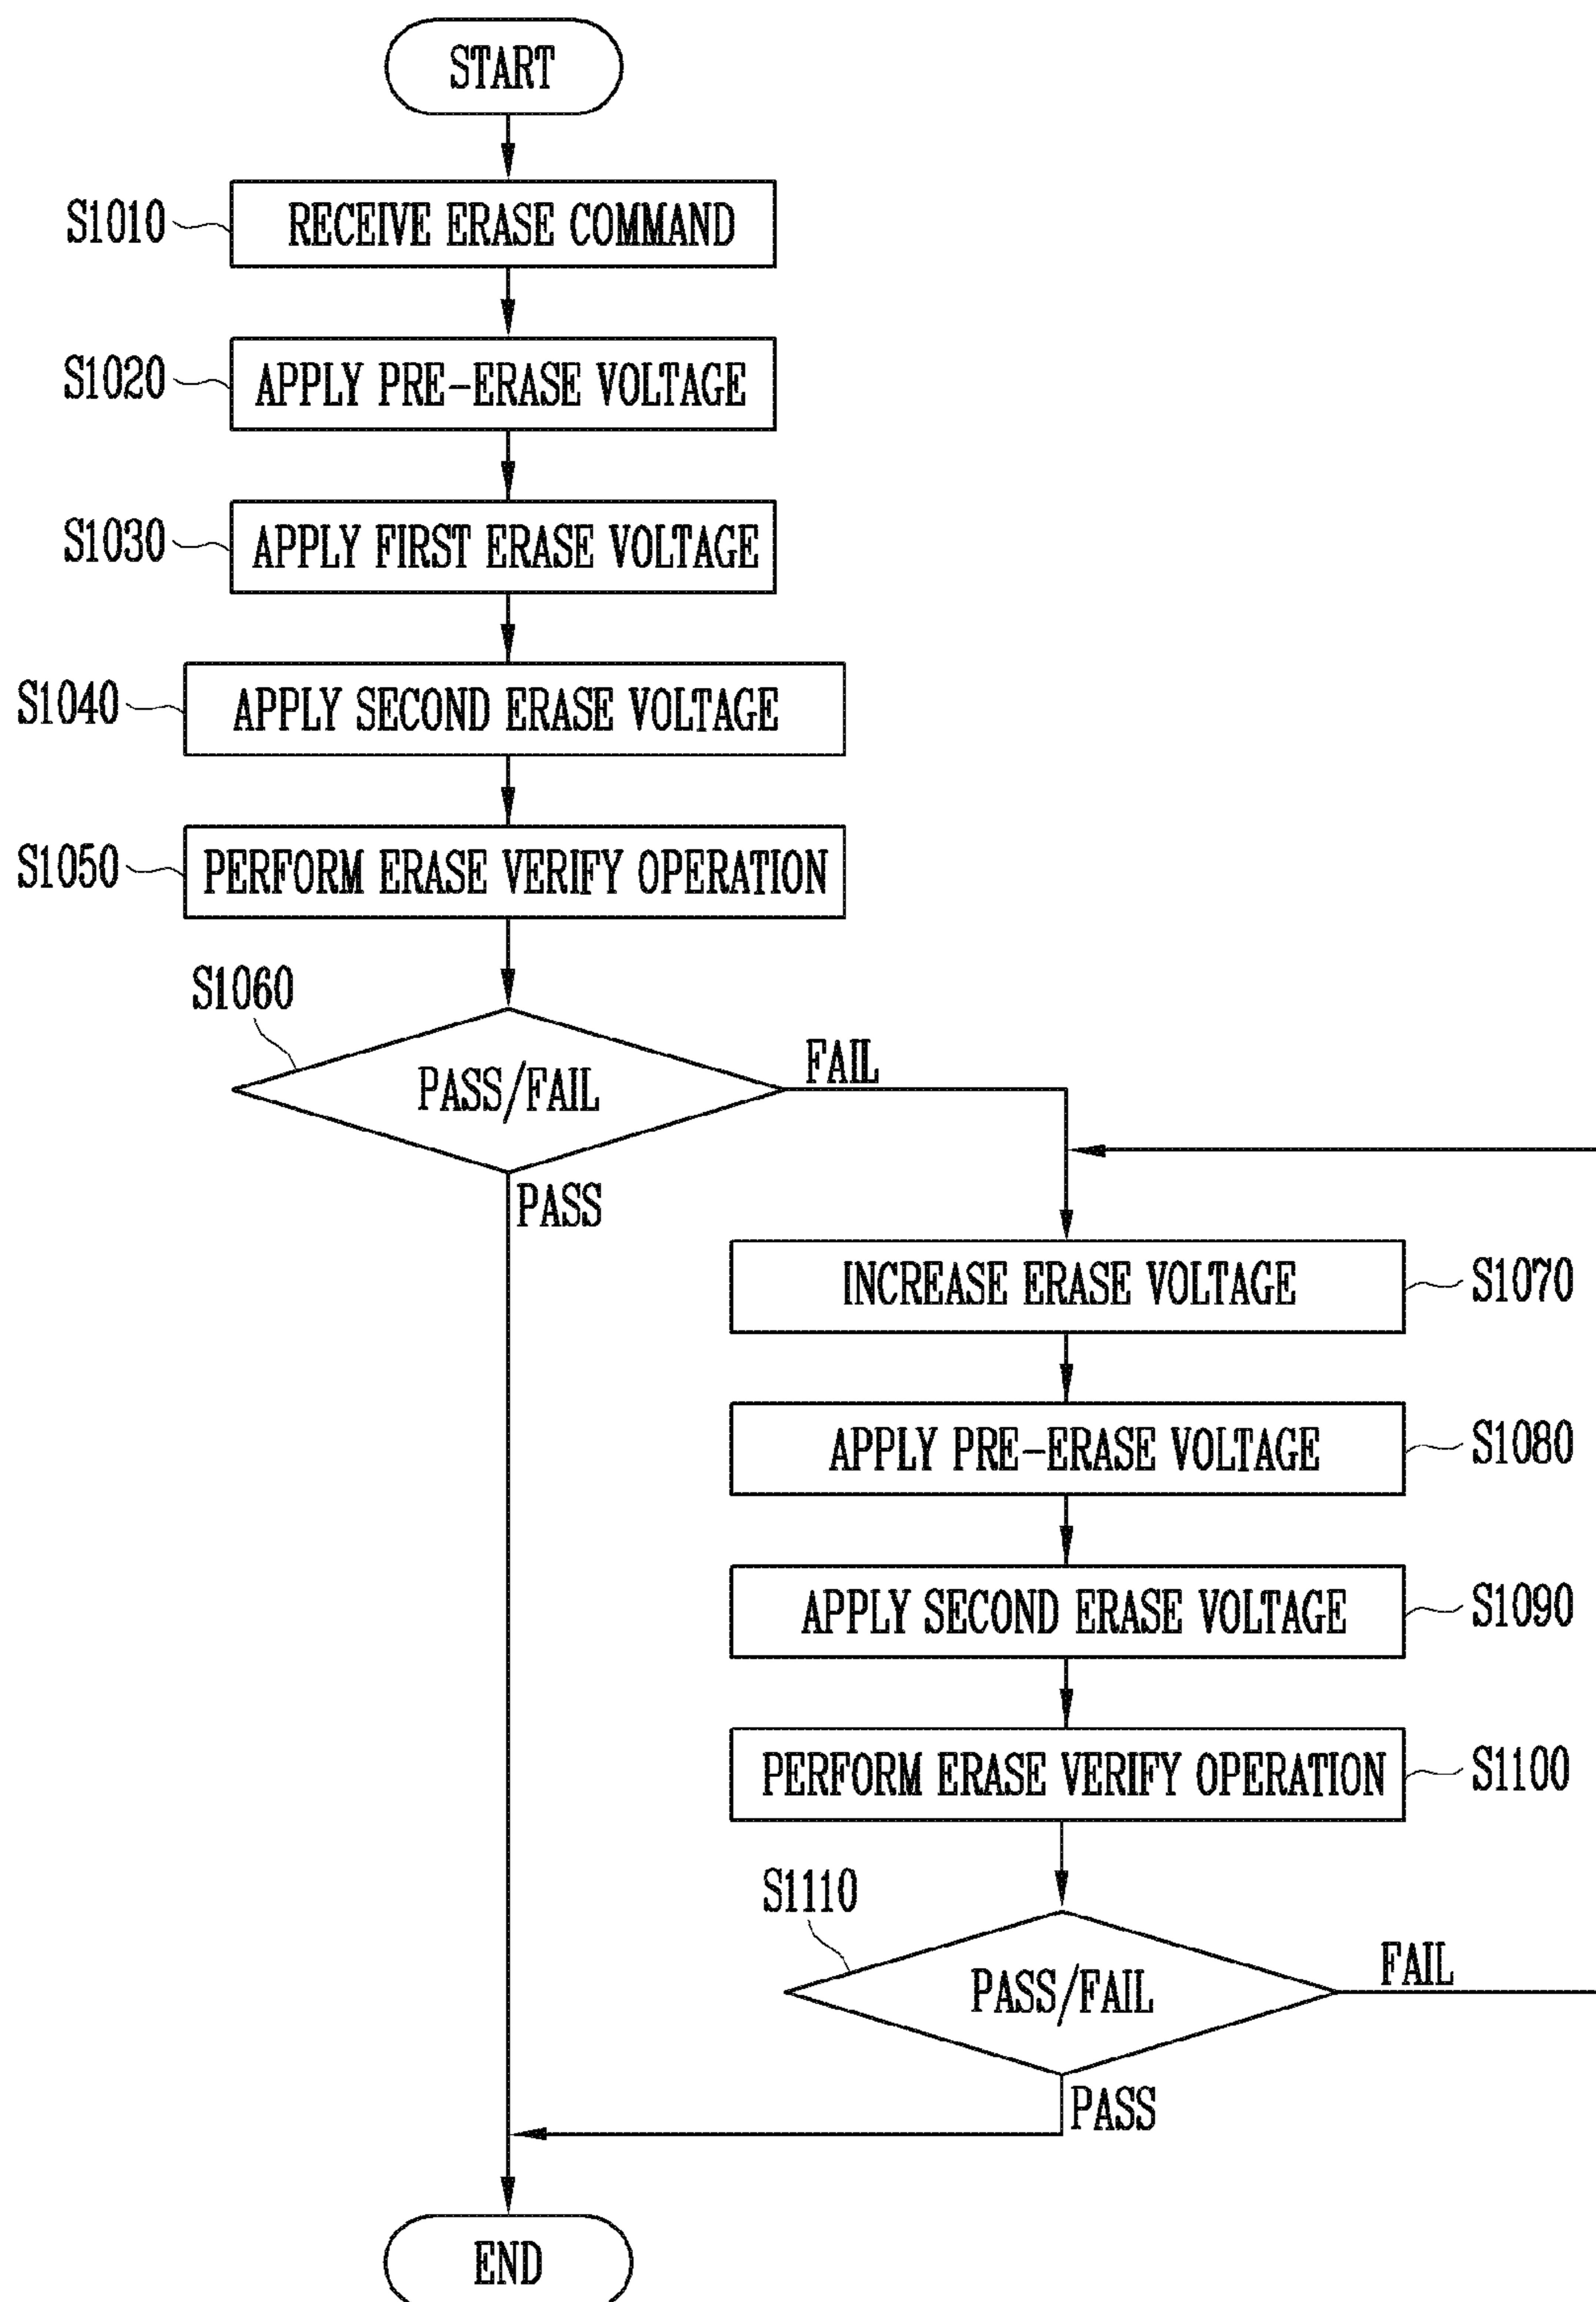 START
S1010
RECEIVE ERASE COMMAND
S1020
APPLY PRE-ERASE VOLTAGE
S1030
APPLY FIRST ERASE VOLTAGE
S1040
APPLY SECOND ERASE VOLTAGE
S1050
PERFORM ERASE VERIFY OPERATION
S1060
PASS/FAIL
FAIL
PASS
INCREASE ERASE VOLTAGE
S1070
APPLY PRE-ERASE VOLTAGE
S1080
APPLY SECOND ERASE VOLTAGE
S1090
PERFORM ERASE VERIFY OPERATION
S1100
S1110
PASS/FAIL
FAIL
PASS
END